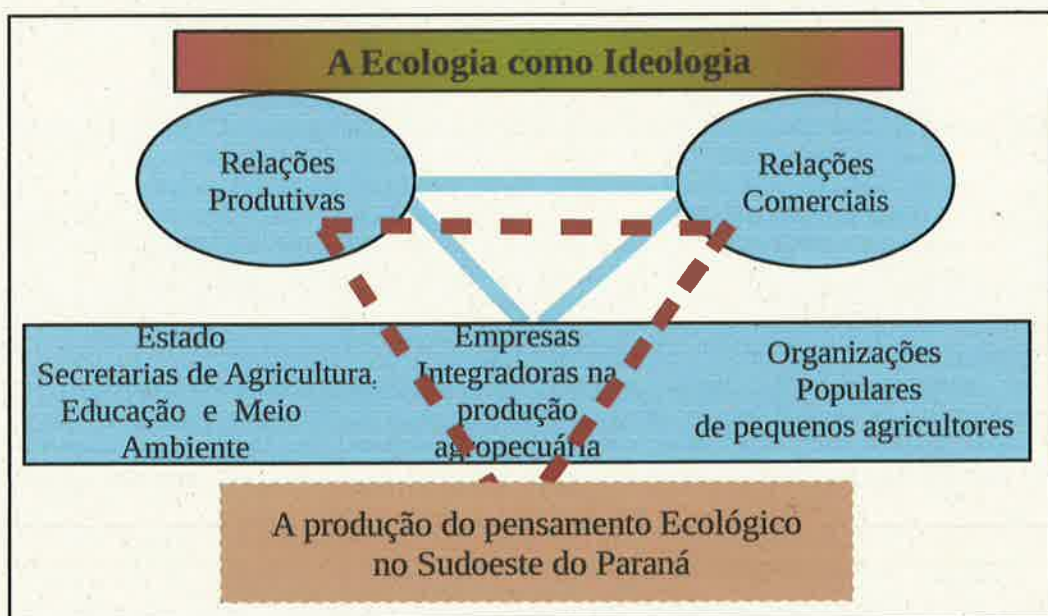 A Ecologia como Ideologia
Relações
Produtivas
Relações
Comerciais
Estado
Secretarias de Agricultura,
Educação e Meio
Ambiente
Empresas
Integradoras na
produção
agropecuária
Organizações
Populares
de pequenos agricultores
A produção do pensamento Ecológico
no Sudoeste do Paraná